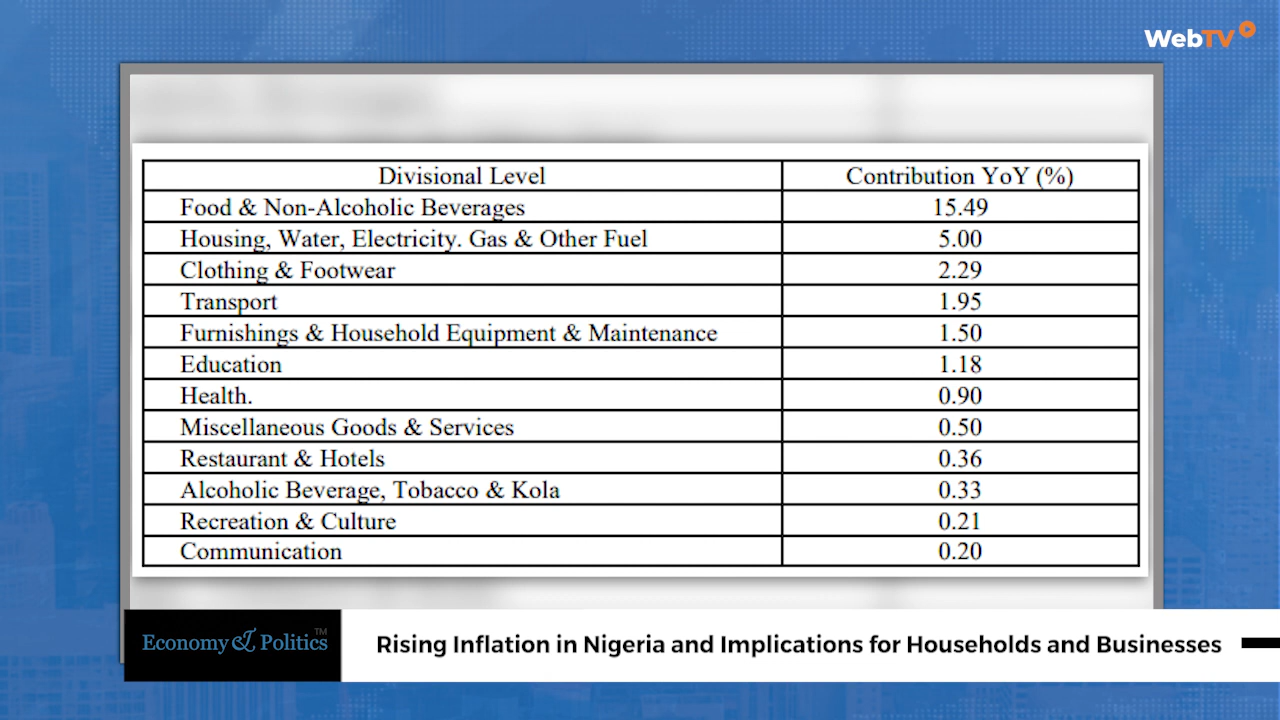 WebTV
Divisional Level Contribution YoY (%)
Food & Non-Alcoholic Beverages 15.49
Housing, Water, Electricity. Gas & Other Fuel 5.00
Clothing & Footwear 2.29
Transport 1.95
Furnishings & Household Equipment & Maintenance 1.50
Education 1.18
Health. 0.90
Miscellaneous Goods & Services 0.50
Restaurant & Hotels 0.36
Alcoholic Beverage, Tobacco & Kola 0.33
Recreation & Culture 0.21
Communication 0.20
Economy & Politics™
Rising Inflation in Nigeria and Implications for Households and Businesses